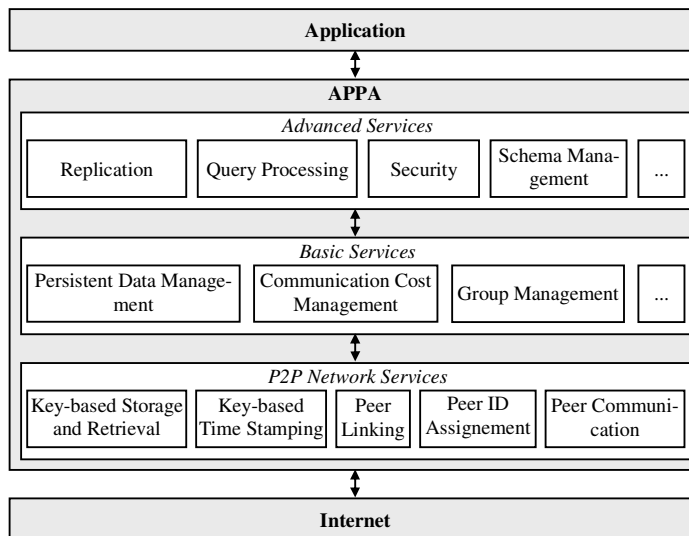 Application
APPA
Advanced Services
Replication
Query Processing
Security
Schema Mana-
gement
...
Basic Services
Persistent Data Manage-
ment
Communication Cost
Management
Group Management
...
P2P Network Services
Key-based Storage
and Retrieval
Key-based
Time Stamping
Peer
Linking
Peer ID
Assignement
Peer Communi-
cation
Internet